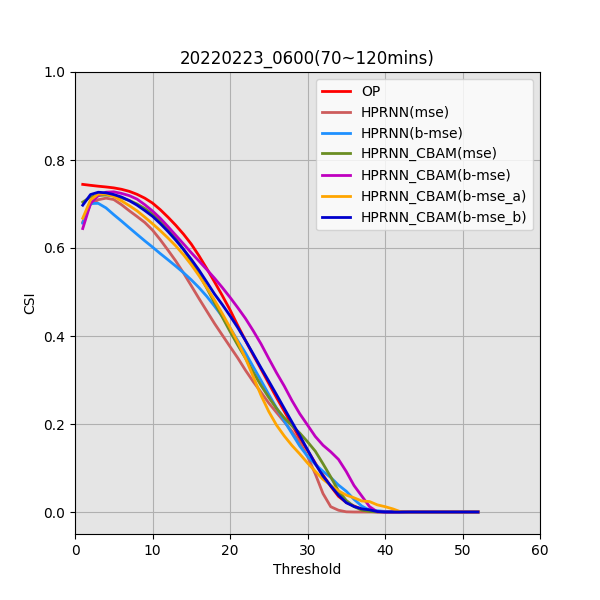 20220223_0600(70~120mins)
1.0
0.8
0.6
0.4
0.2
0.0
CSI
0
10
20
30
40
50
60
Threshold
OP
HPRNN(mse)
HPRNN(b-mse)
HPRNN_CBAM(mse)
HPRNN_CBAM(b-mse)
HPRNN_CBAM(b-mse_a)
HPRNN_CBAM(b-mse_b)